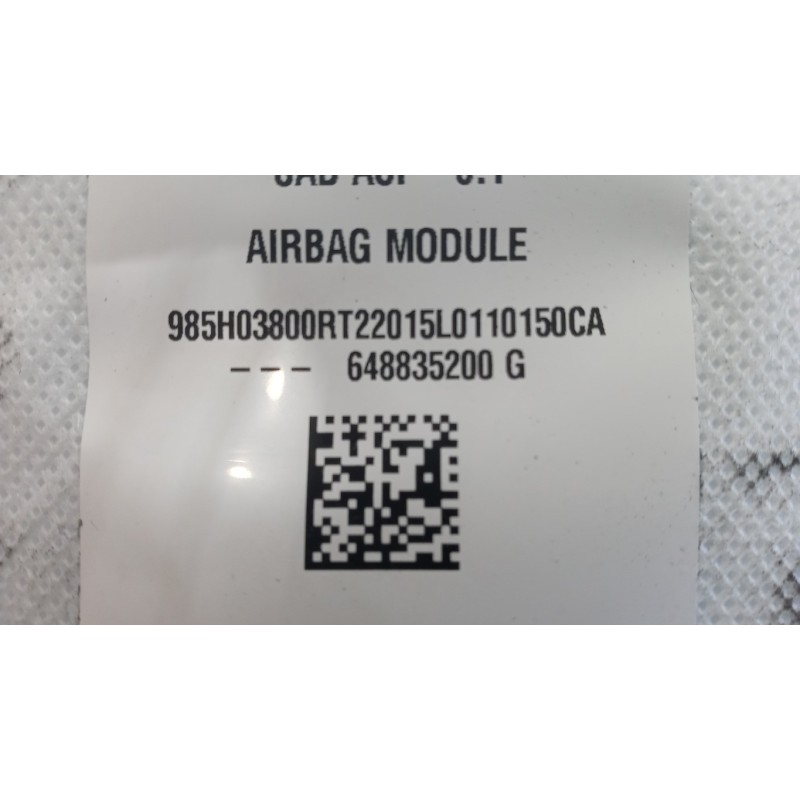 AIRBAG MODULE
985H03800RT22015L0110150CA
--- 648835200 G